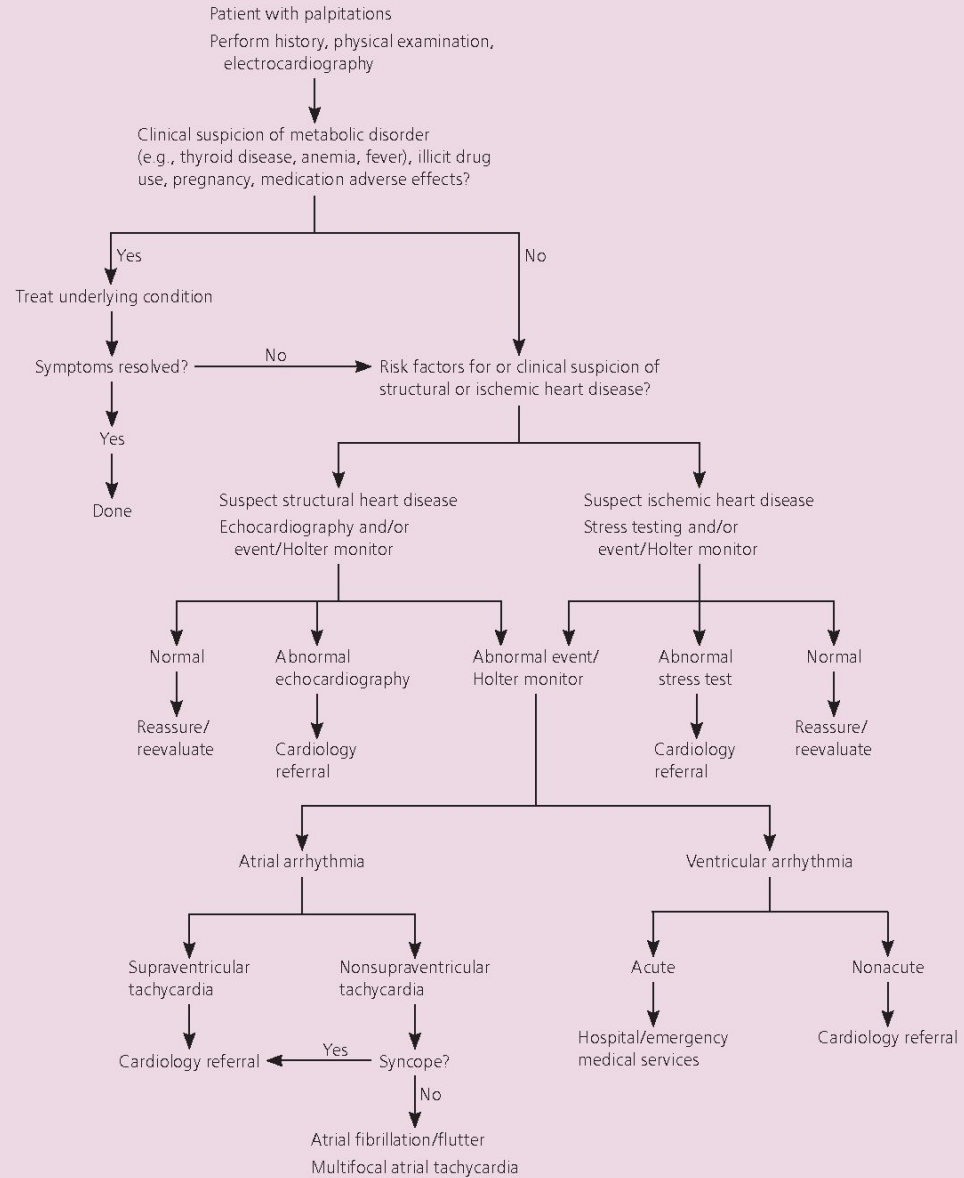 Patient with palpitations
Perform history, physical examination,
electrocardiography
Clinical suspicion of metabolic disorder
(e.g., thyroid disease, anemia, fever), illicit drug
use, pregnancy, medication adverse effects?
Yes
No
Treat underlying condition
Symptoms resolved?
No
Risk factors for or clinical suspicion of
structural or ischemic heart disease?
Yes
Done
Suspect structural heart disease
Echocardiography and/or
event/Holter monitor
Suspect ischemic heart disease
Stress testing and/or
event/Holter monitor
Normal
Abnormal
echocardiography
Abnormal event/
Holter monitor
Abnormal
stress test
Normal
Reassure/
reevaluate
Cardiology
referral
Cardiology
referral
Reassure/
reevaluate
Atrial arrhythmia
Ventricular arrhythmia
Supraventricular
tachycardia
Nonsupraventricular
tachycardia
Acute
Nonacute
Cardiology referral
Yes
Syncope?
Hospital/emergency
medical services
Cardiology referral
No
Atrial fibrillation/flutter
Multifocal atrial tachycardia